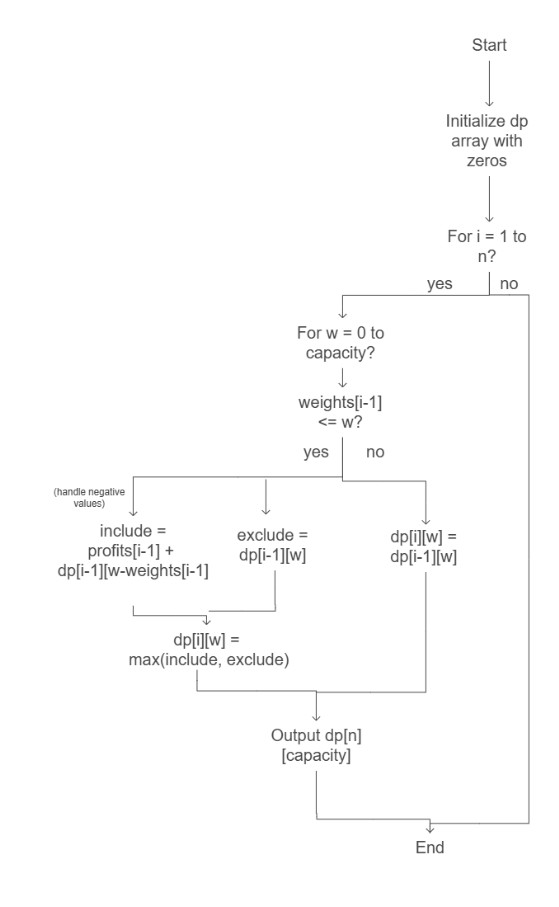 Start
Initialize dp
array with
zeros
For i = 1 to
n?
yes
no
For w = 0 to
capacity?
weights[i-1]
<= w?
yes
no
(handle negative
values)
include =
profits[i-1] +
dp[i-1][w-weights[i-1]
exclude =
dp[i-1][w]
dp[i][w] =
dp[i-1][w]
dp[i][w] =
max(include, exclude)
Output dp[n]
[capacity]
End